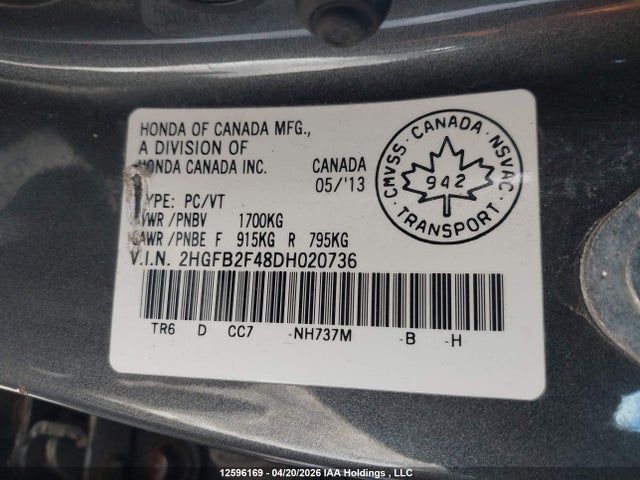 HONDA OF CANADA MFG.,
A DIVISION OF
HONDA CANADA INC.
CANADA
05/'13
TYPE: PC/VT
GVWR/PNBV 1700KG
GAWR/PNBE F 915KG R 795KG
V.I.N. 2HGFB2F48DH020736
TR6 D CC7 -NH737M -B -H
CMVSS · CANADA · NSVAC
942
TRANSPORT
12596169 - 04/20/2026 IAA Holdings , LLC